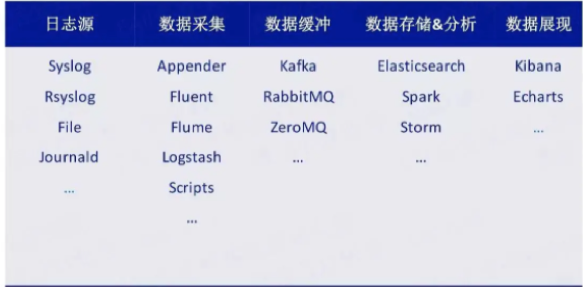 日志源 数据采集 数据缓冲 数据存储&分析 数据展现
Syslog Appender Kafka Elasticsearch Kibana
Rsyslog Fluent RabbitMQ Spark Echarts
File Flume ZeroMQ Storm ...
Journald Logstash ... ...
... Scripts
...